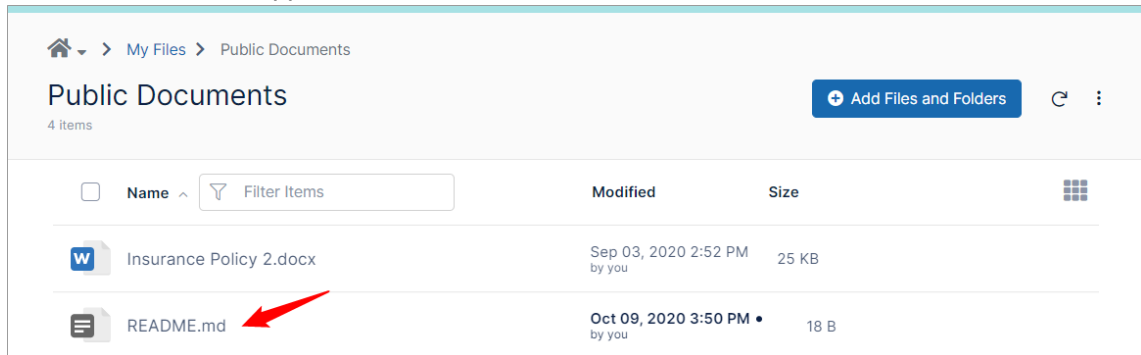 My Files > Public Documents
Public Documents
4 items
Add Files and Folders
Name Filter Items Modified Size
Insurance Policy 2.docx Sep 03, 2020 2:52 PM 25 KB
by you
README.md Oct 09, 2020 3:50 PM • 18 B
by you